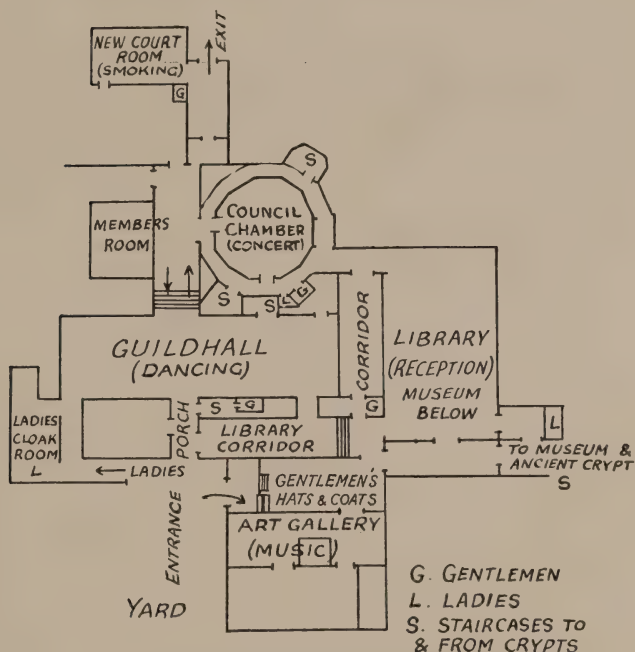 NEW COURT
ROOM
(SMOKING)
EXIT
G
S
COUNCIL
CHAMBER
(CONCERT)
MEMBERS
ROOM
S
S
L
G
GUILDHALL
(DANCING)
CORRIDOR
LIBRARY
(RECEPTION)
MUSEUM
BELOW
LADIES
CLOAK
ROOM
L
PORCH
S
G
LIBRARY
CORRIDOR
G
L
TO MUSEUM &
ANCIENT CRYPT
S
LADIES
ENTRANCE
GENTLEMEN'S
HATS & COATS
ART GALLERY
(MUSIC)
YARD
G. GENTLEMEN
L. LADIES
S. STAIRCASES TO
& FROM CRYPTS